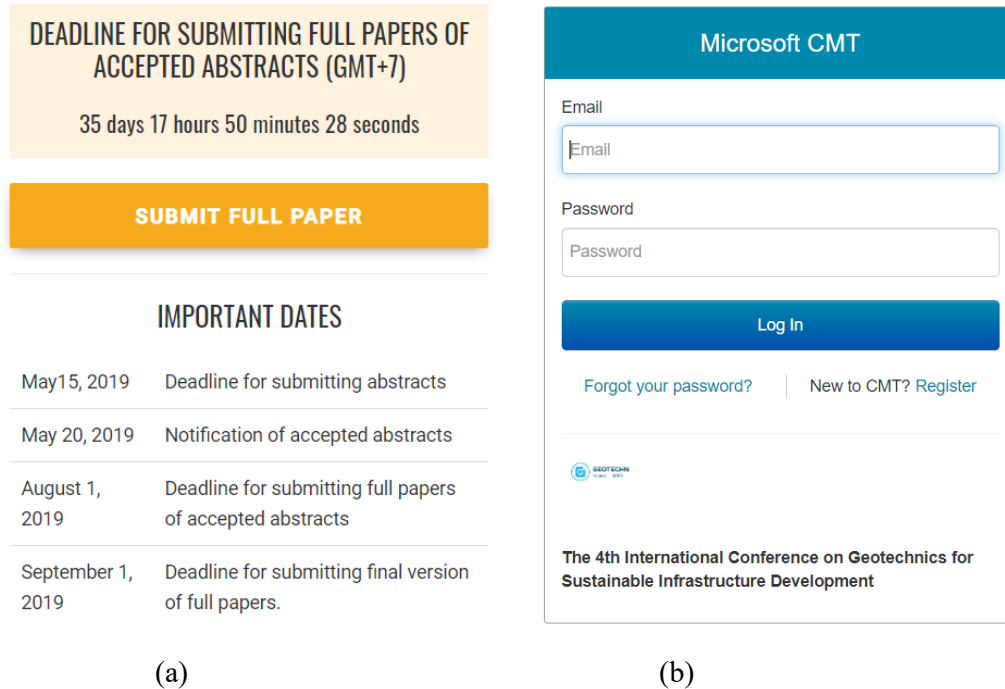 DEADLINE FOR SUBMITTING FULL PAPERS OF
ACCEPTED ABSTRACTS (GMT+7)
35 days 17 hours 50 minutes 28 seconds
SUBMIT FULL PAPER
IMPORTANT DATES
May15, 2019 Deadline for submitting abstracts
May 20, 2019 Notification of accepted abstracts
August 1, Deadline for submitting full papers
2019 of accepted abstracts
September 1, Deadline for submitting final version
2019 of full papers.
(a)
Microsoft CMT
Email
Email
Password
Password
Log In
Forgot your password? New to CMT? Register
GEOTECHN
The 4th International Conference on Geotechnics for
Sustainable Infrastructure Development
(b)